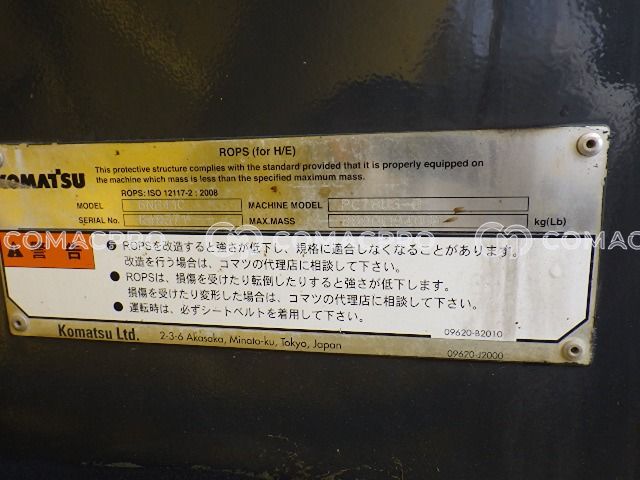 ROPS (for H/E)
This protective structure complies with the standard provided that it is properly equipped on
the machine which mass is less than the specified maximum mass.
KOMATSU
ROPS: ISO 12117-2 : 2008
MODEL
MACHINE MODEL PC78US-8
SERIAL No.
MAX.MASS
kg(Lb)
COMACPRO COMACPRO COMACPRO COMACPRO
警告
ROPSを改造すると強さが低下し、規格に適合しなくなることがあります。
改造を行う場合は、コマツの代理店に相談して下さい。
● ROPSは、損傷を受けたり転倒したりすると強さが低下します。
損傷を受けたり変形した場合は、コマツの代理店に相談して下さい。
● 運転時は、必ずシートベルトを着用して下さい。
09620-B2010
Komatsu Ltd. 2-3-6 Akasaka, Minato-ku, Tokyo, Japan
09620-J2000